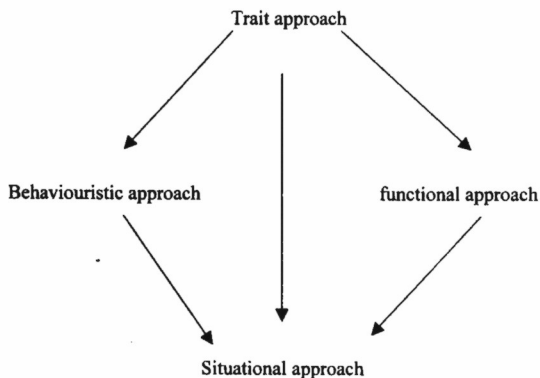 Trait approach
Behaviouristic approach
functional approach
Situational approach